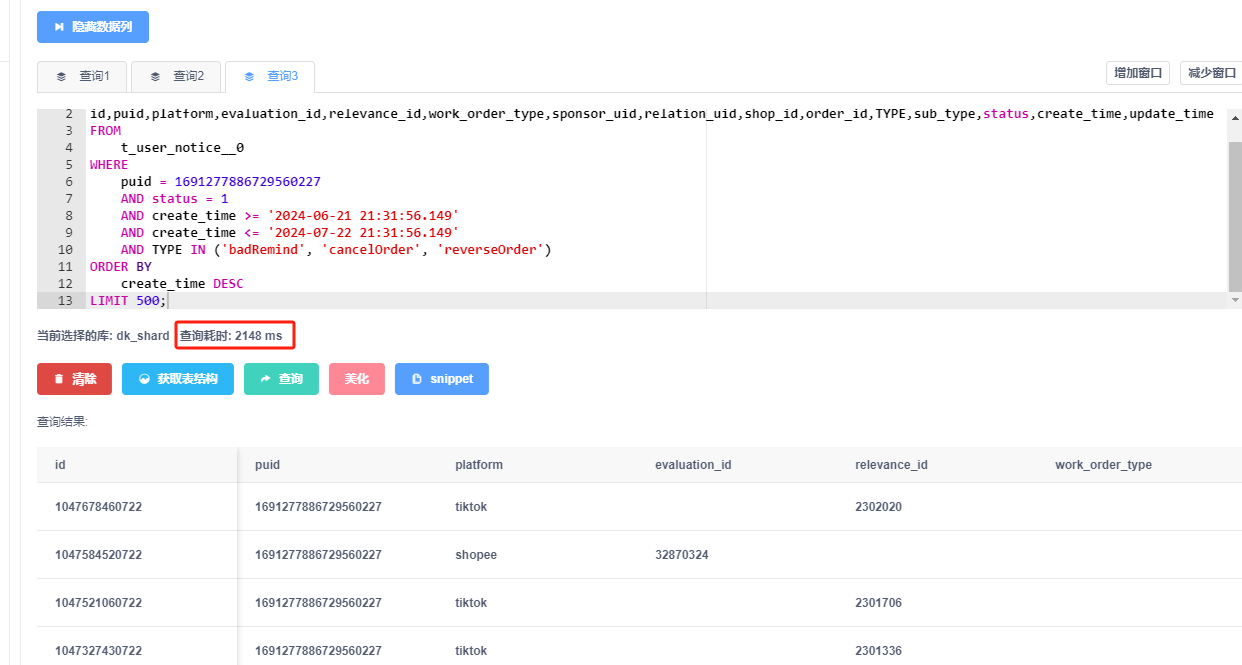 隐藏数据列
查询1 查询2 查询3 增加窗口 减少窗口
2 id,puid,platform,evaluation_id,relevance_id,work_order_type,sponsor_uid,relation_uid,shop_id,order_id,TYPE,sub_type,status,create_time,update_time
3 FROM
4 t_user_notice__0
5 WHERE
6 puid = 1691277886729560227
7 AND status = 1
8 AND create_time >= '2024-06-21 21:31:56.149'
9 AND create_time <= '2024-07-22 21:31:56.149'
10 AND TYPE IN ('badRemind', 'cancelOrder', 'reverseOrder')
11 ORDER BY
12 create_time DESC
13 LIMIT 500;
当前选择的库: dk_shard 查询耗时: 2148 ms
清除 获取表结构 查询 美化 snippet
查询结果:
id puid platform evaluation_id relevance_id work_order_type
1047678460722 1691277886729560227 tiktok 2302020
1047584520722 1691277886729560227 shopee 32870324
1047521060722 1691277886729560227 tiktok 2301706
1047327430722 1691277886729560227 tiktok 2301336